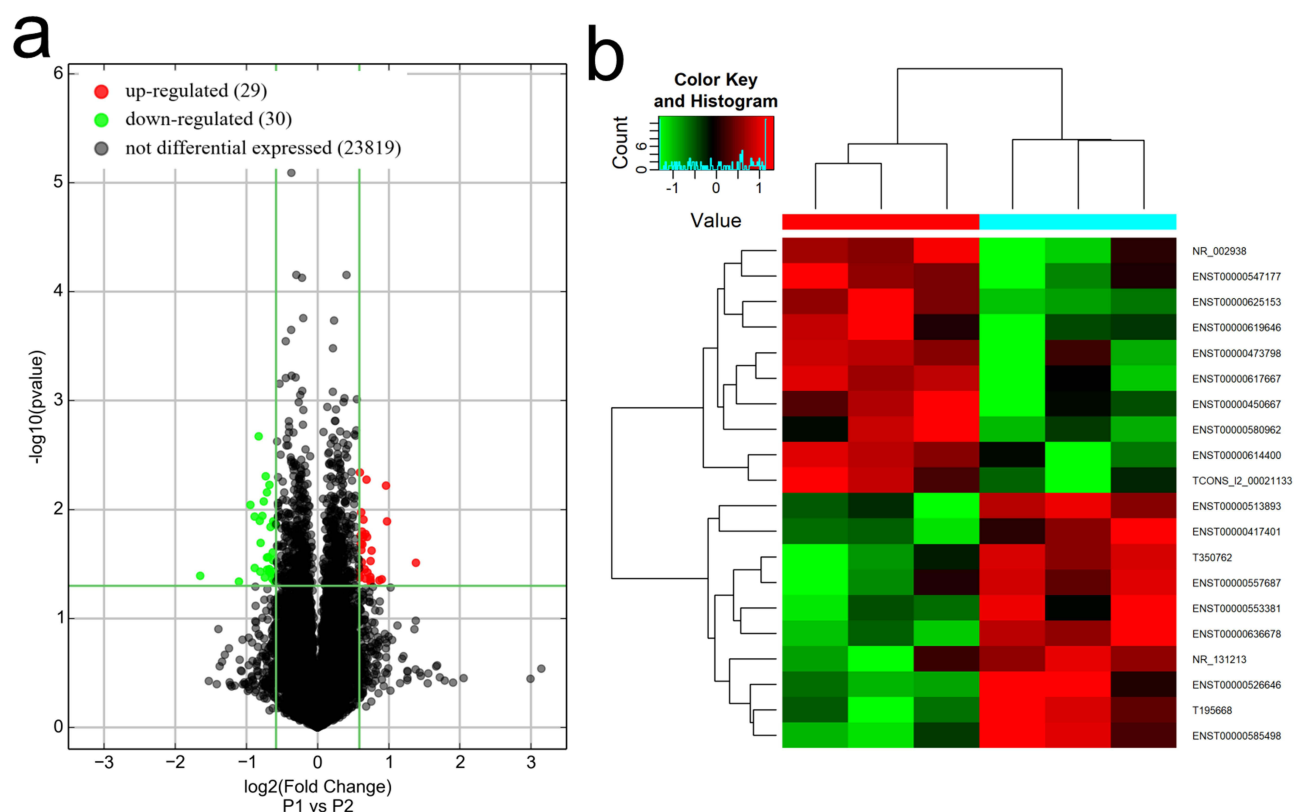 a
6
5
4
3
2
1
0
up-regulated (29)
down-regulated (30)
not differential expressed (23819)
-log10(pvalue)
−3 −2 −1 0 1 2 3
log2(Fold Change)
P1 vs P2
b
Color Key
and Histogram
Count
6
0
-1 0 1
Value
NR_002938
ENST00000547177
ENST00000625153
ENST00000619646
ENST00000473798
ENST00000617667
ENST00000450667
ENST00000580962
ENST00000614400
TCONS_l2_00021133
ENST00000513893
ENST00000417401
T350762
ENST00000557687
ENST00000553381
ENST00000636678
NR_131213
ENST00000526646
T195668
ENST00000585498